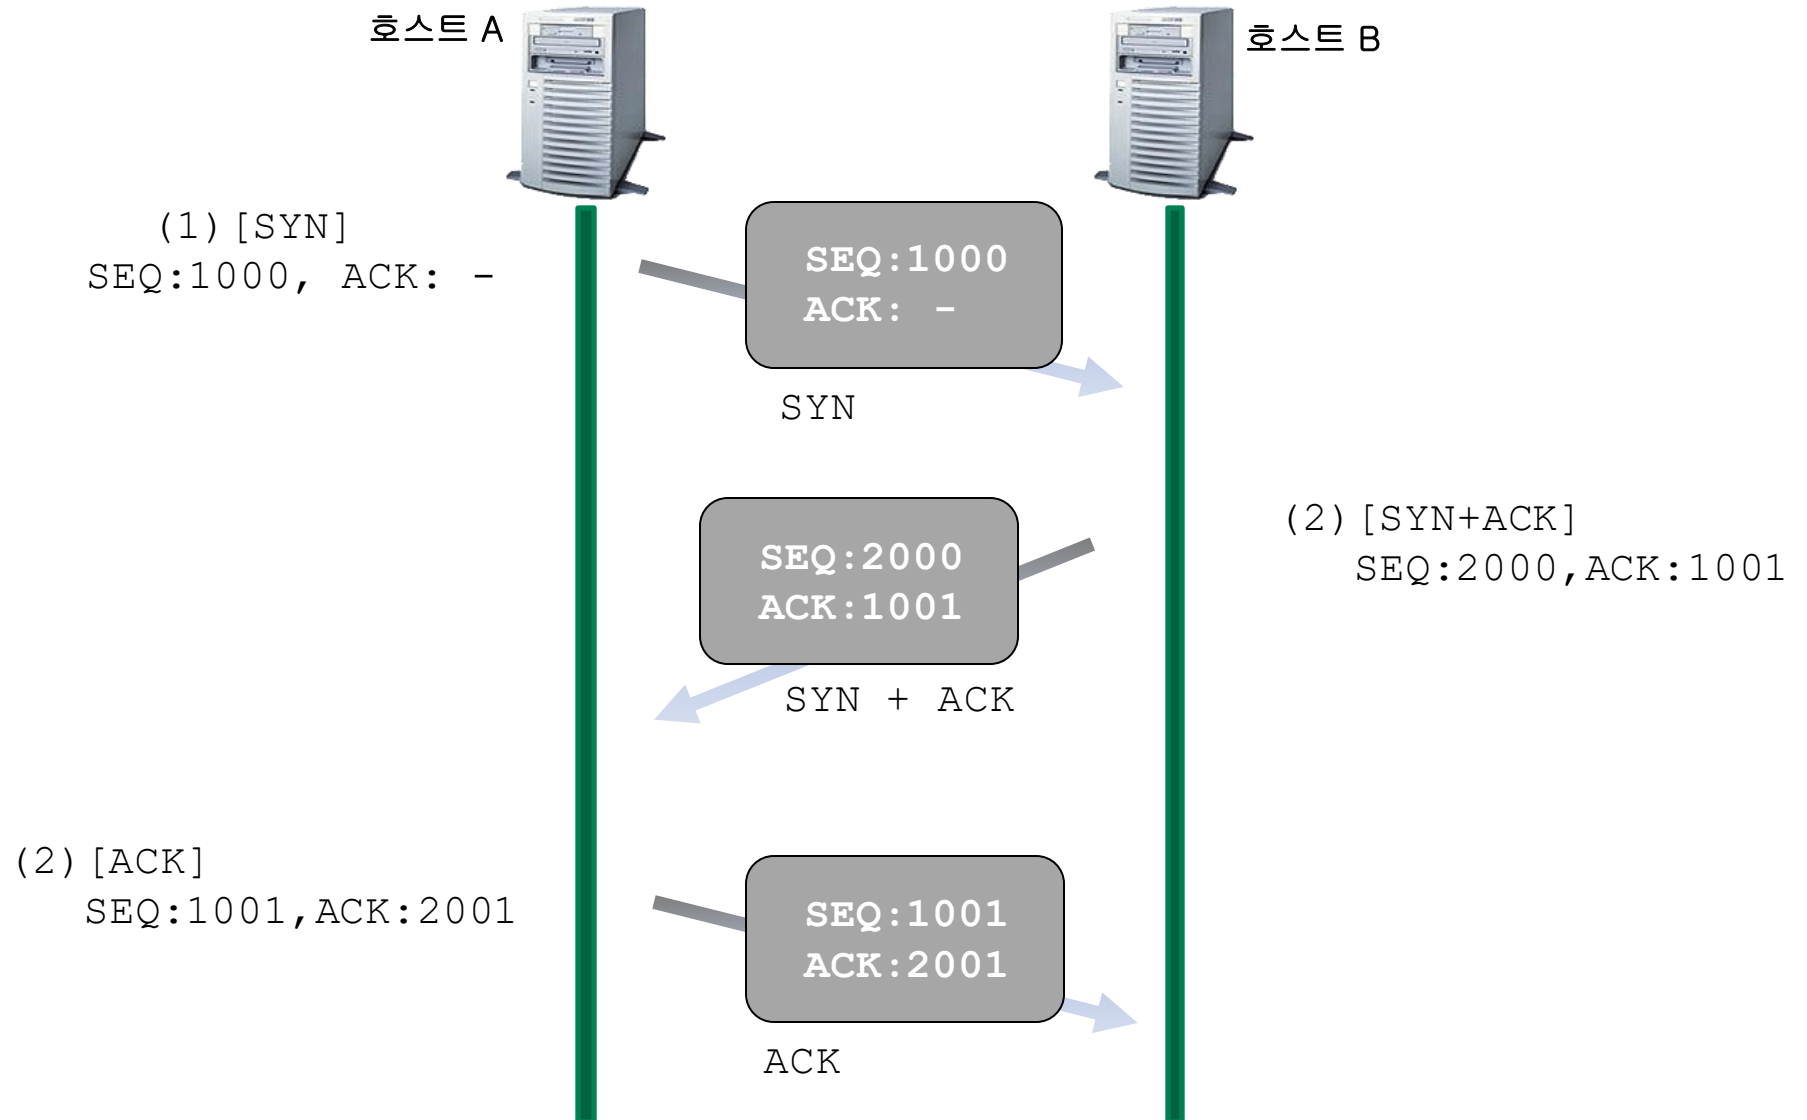 호스트 A
호스트 B
(1)[SYN]
SEQ:1000, ACK: -
SEQ:1000
ACK: -
SYN
(2)[SYN+ACK]
SEQ:2000,ACK:1001
SEQ:2000
ACK:1001
SYN + ACK
(2)[ACK]
SEQ:1001,ACK:2001
SEQ:1001
ACK:2001
ACK